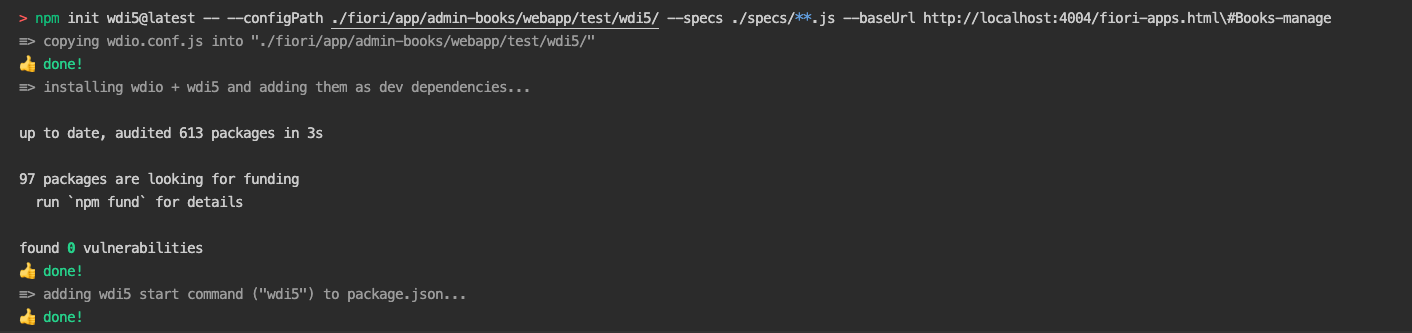 > npm init wdi5@latest -- --configPath ./fiori/app/admin-books/webapp/test/wdi5/ --specs ./specs/**.js --baseUrl http://localhost:4004/fiori-apps.html\#Books-manage
≡> copying wdio.conf.js into "./fiori/app/admin-books/webapp/test/wdi5/"
👍 done!
≡> installing wdio + wdi5 and adding them as dev dependencies...
up to date, audited 613 packages in 3s
97 packages are looking for funding
  run `npm fund` for details
found 0 vulnerabilities
👍 done!
≡> adding wdi5 start command ("wdi5") to package.json...
👍 done!